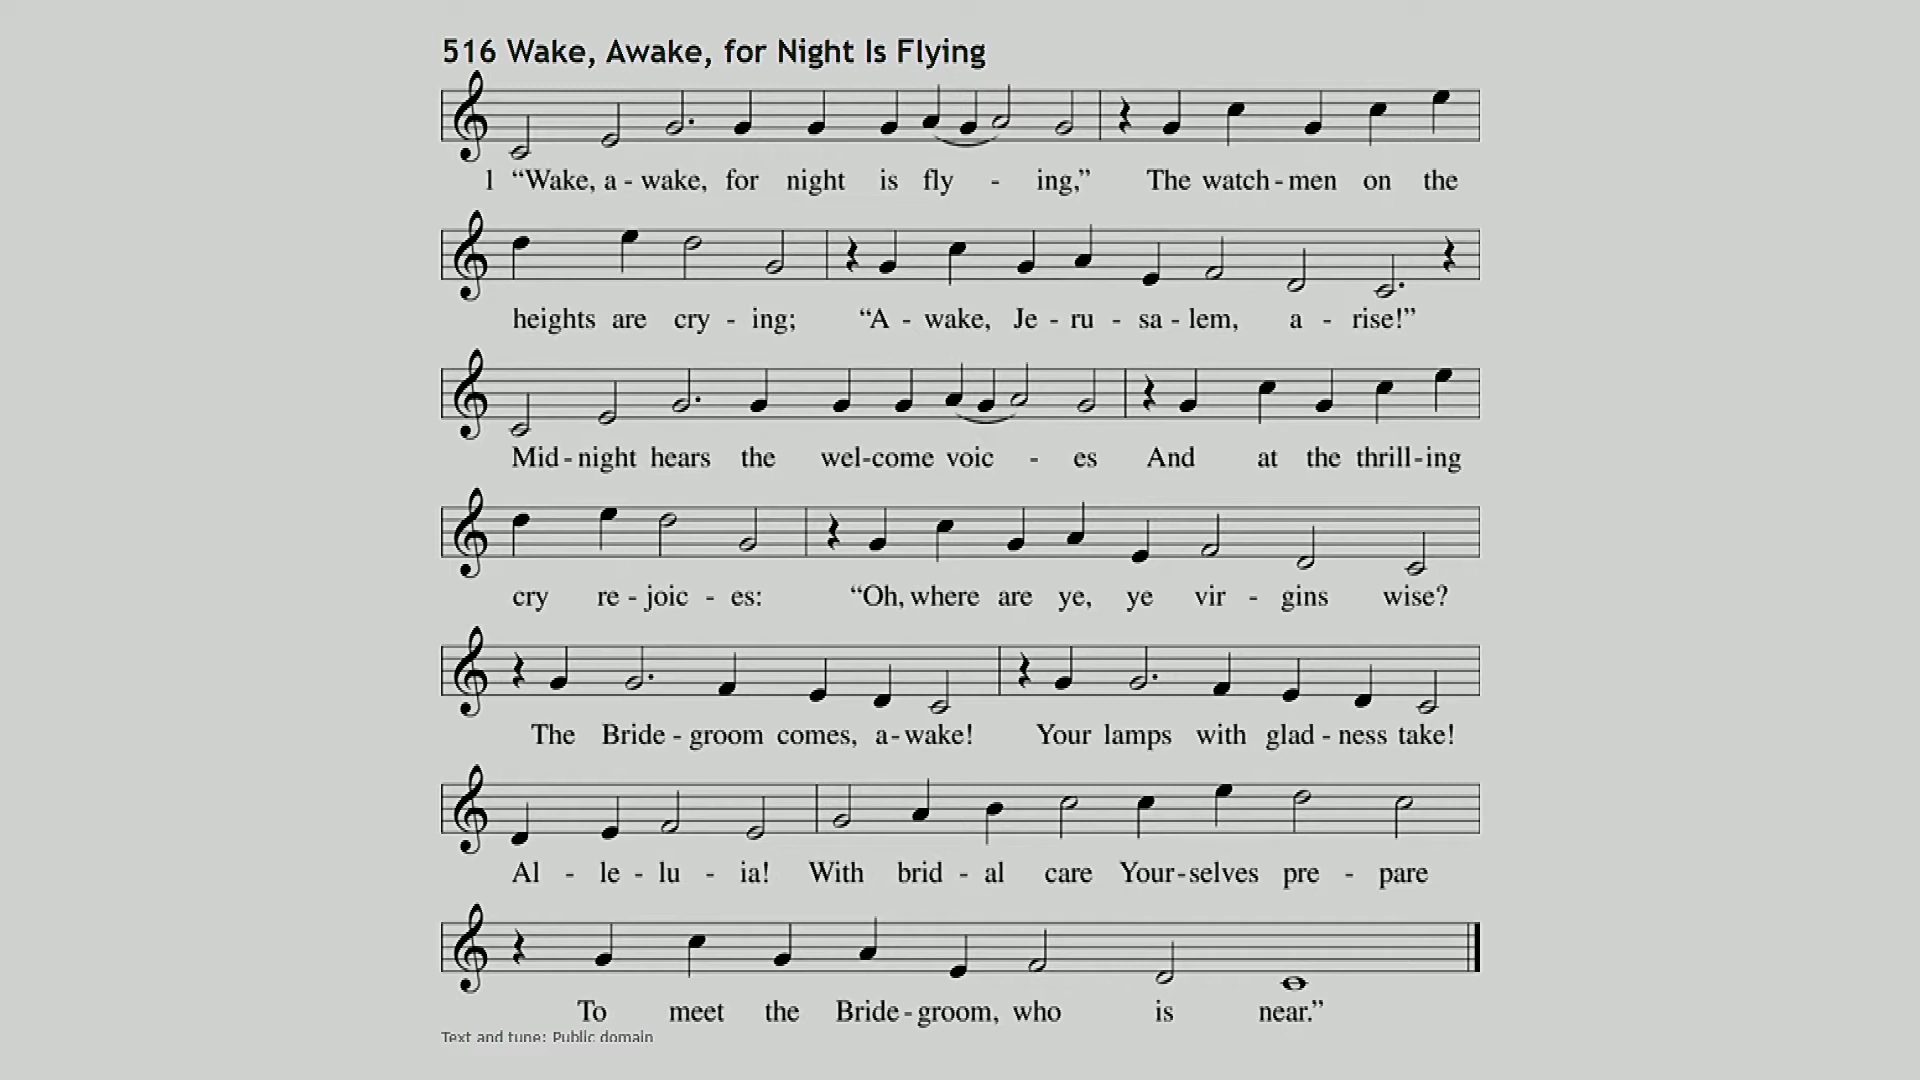 516 Wake, Awake, for Night Is Flying
1 “Wake, a - wake, for night is fly - ing,” The watch - men on the
heights are cry - ing; “A - wake, Je - ru - sa - lem, a - rise!”
Mid - night hears the wel - come voic - es And at the thrill - ing
cry re - joic - es: “Oh, where are ye, ye vir - gins wise?
The Bride - groom comes, a - wake! Your lamps with glad - ness take!
Al - le - lu - ia! With brid - al care Your - selves pre - pare
To meet the Bride - groom, who is near.”
Text and tune: Public domain